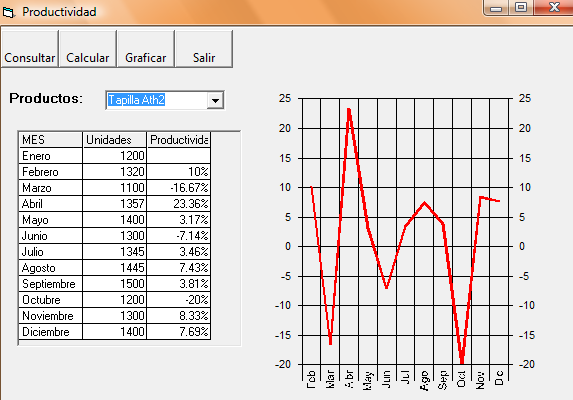 Productividad
Consultar Calcular Graficar Salir
Productos: Tapilla Ath2
MES Unidades Productivida
Enero 1200
Febrero 1320 10%
Marzo 1100 -16.67%
Abril 1357 23.36%
Mayo 1400 3.17%
Junio 1300 -7.14%
Julio 1345 3.46%
Agosto 1445 7.43%
Septiembre 1500 3.81%
Octubre 1200 -20%
Noviembre 1300 8.33%
Diciembre 1400 7.69%
25 25
20 20
15 15
10 10
5 5
0 0
-5 -5
-10 -10
-15 -15
-20 -20
Feb Mar Abr May Jun Jul Ago Sep Oct Nov Dic